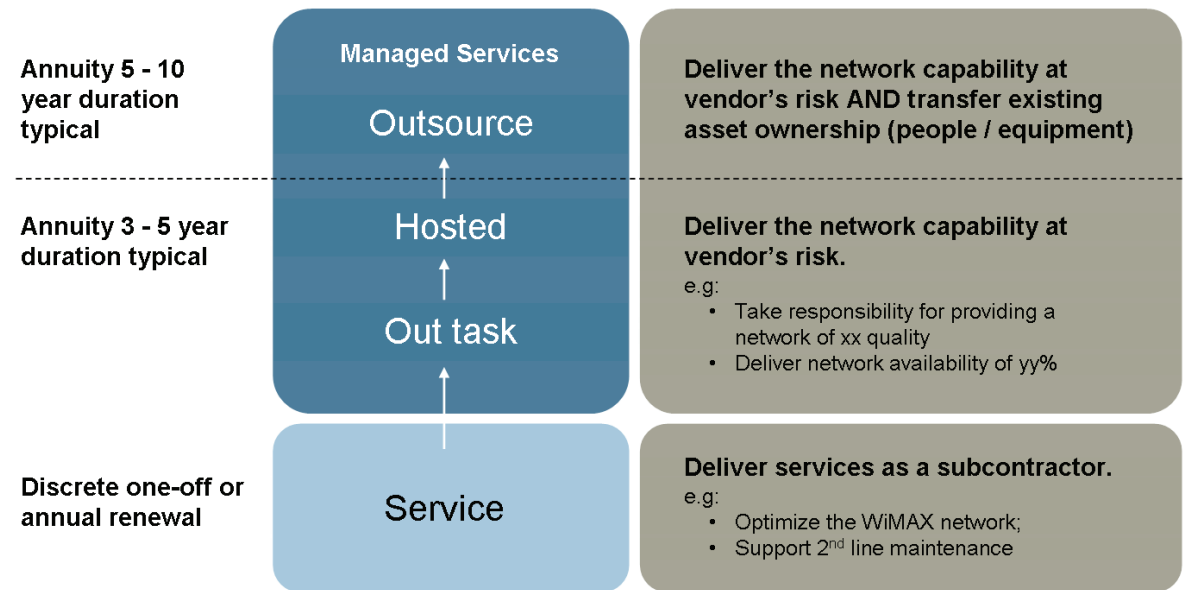 Managed Services
Annuity 5 - 10
year duration
typical
Outsource
Deliver the network capability at
vendor's risk AND transfer existing
asset ownership (people / equipment)
Annuity 3 - 5 year
duration typical
Hosted
Out task
Deliver the network capability at
vendor's risk.
e.g:
• Take responsibility for providing a
network of xx quality
• Deliver network availability of yy%
Discrete one-off or
annual renewal
Service
Deliver services as a subcontractor.
e.g:
• Optimize the WiMAX network;
• Support 2nd line maintenance